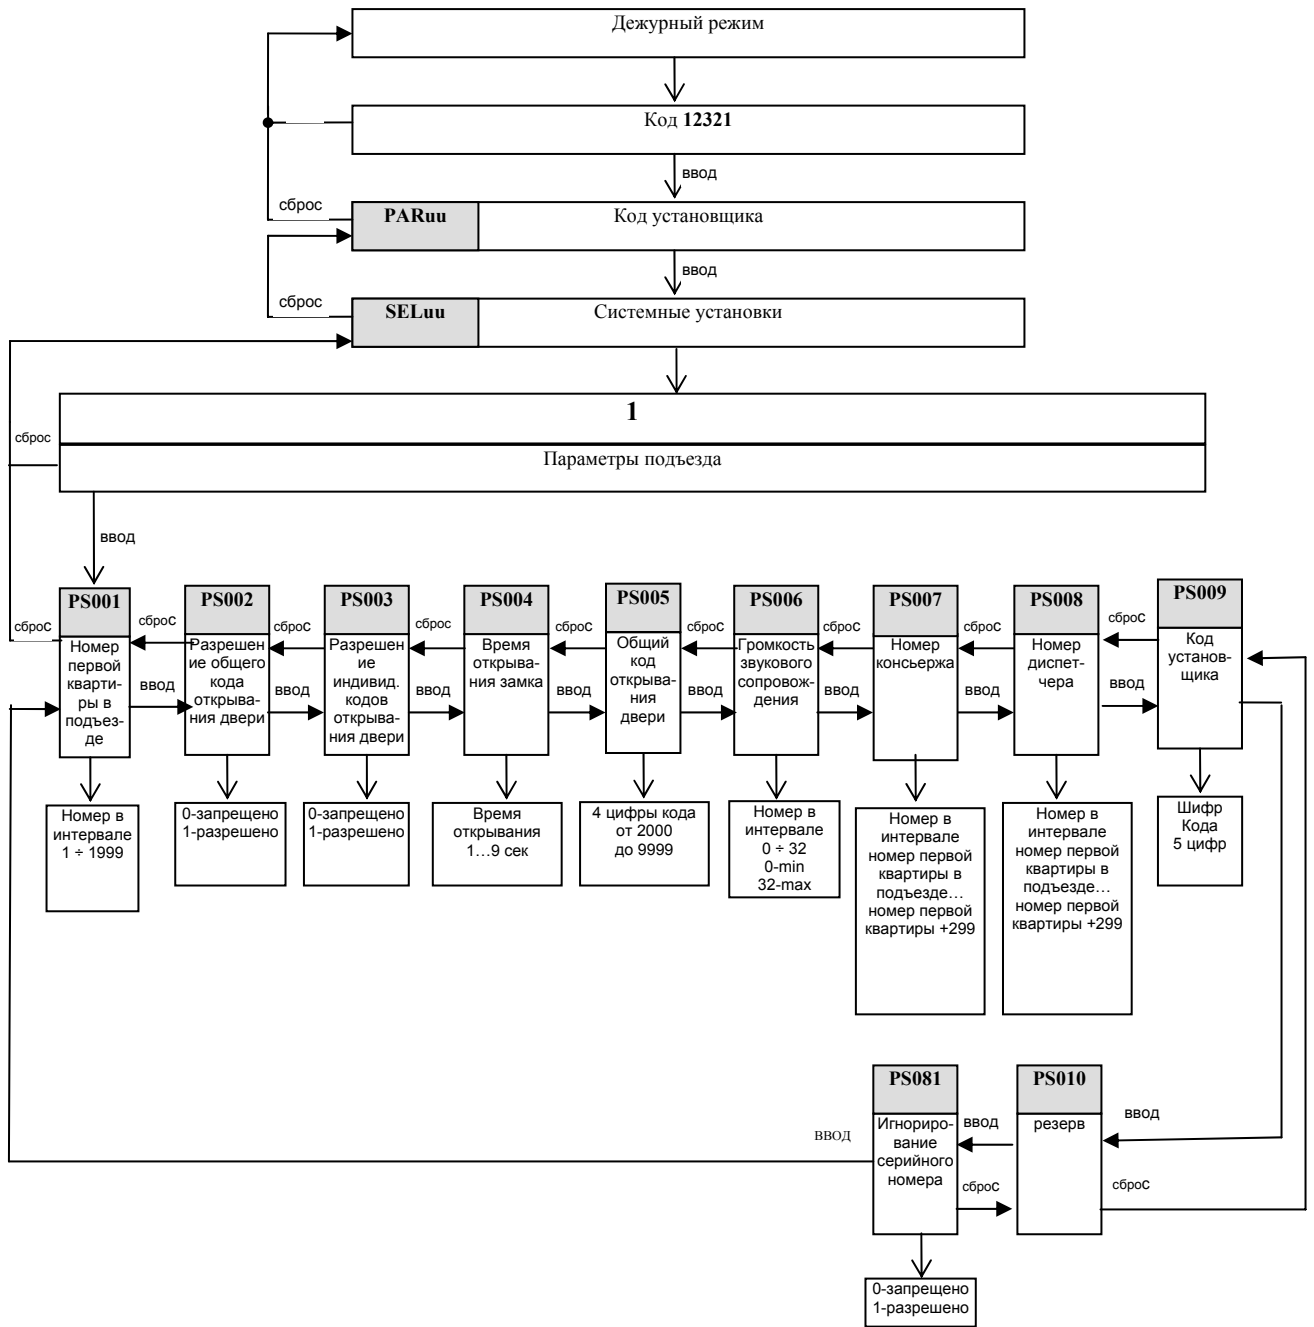 Дежурный режим
Код 12321
ввод
сброс
PARuu
Код установщика
ввод
сброс
SELuu
Системные установки
1
сброс
Параметры подъезда
ввод
PS001
PS002
PS003
PS004
PS005
PS006
PS007
PS008
PS009
сброс
сброс
сброс
сброс
сброс
сброс
сброс
сброс
сброс
Номер
первой
кварти-
ры в
подъез-
де
Разрешен
ие общего
кода
открыва
ния двери
Разрешен
ие
индивид.
кодов
открыва-
ния двери
Время
открыва-
ния замка
Общий
код
открыва-
ния
двери
Громкость
звукового
сопровож-
дения
Номер
консьержа
Номер
диспет-
чера
Код
установ-
щика
ввод
ввод
ввод
ввод
ввод
ввод
ввод
ввод
Номер в
интервале
1 ÷ 1999
0-запрещено
1-разрешено
0-запрещено
1-разрешено
Время
открывания
1...9 сек
4 цифры кода
от 2000
до 9999
Номер в
интервале
0 ÷ 32
0-min
32-max
Номер в
интервале
номер первой
квартиры в
подъезде...
номер первой
квартиры +299
Номер в
интервале
номер первой
квартиры в
подъезде...
номер первой
квартиры +299
Шифр
Кода
5 цифр
PS081
PS010
ввод
Игнориро-
вание
серийного
номера
ввод
резерв
ввод
сброс
сброс
0-запрещено
1-разрешено